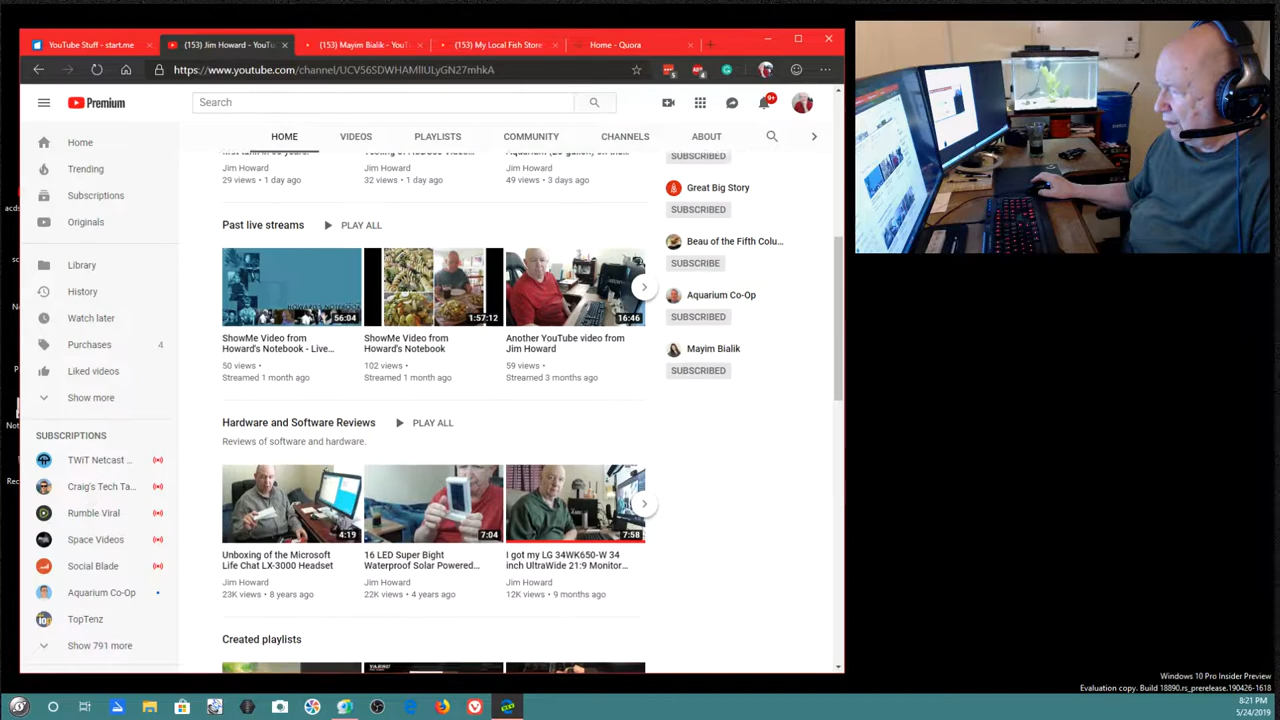 YouTube Stuff - start.me
(153) Jim Howard - YouTu
(153) Mayim Bialik - YouTu
(153) My Local Fish Store
Home - Quora
https://www.youtube.com/channel/UCV56SDWHAMlIULyGN27mhkA
Premium
Search
9+
HOME
VIDEOS
PLAYLISTS
COMMUNITY
CHANNELS
ABOUT
Home
Trending
Subscriptions
Originals
Library
History
Watch later
Purchases 4
Liked videos
Show more
SUBSCRIPTIONS
TWiT Netcast ...
Craig's Tech Ta...
Rumble Viral
Space Videos
Social Blade
Aquarium Co-Op
TopTenz
Show 791 more
Jim Howard
29 views • 1 day ago
Jim Howard
32 views • 1 day ago
Jim Howard
49 views • 3 days ago
Past live streams PLAY ALL
56:04
HOWARD'S NOTEBOOK
1:57:12
16:46
ShowMe Video from
Howard's Notebook - Live...
50 views •
Streamed 1 month ago
ShowMe Video from
Howard's Notebook
102 views •
Streamed 1 month ago
Another YouTube video from
Jim Howard
59 views •
Streamed 3 months ago
Hardware and Software Reviews PLAY ALL
Reviews of software and hardware.
4:19
7:04
7:58
Unboxing of the Microsoft
Life Chat LX-3000 Headset
Jim Howard
23K views • 8 years ago
16 LED Super Bight
Waterproof Solar Powered...
Jim Howard
22K views • 4 years ago
I got my LG 34WK650-W 34
inch UltraWide 21:9 Monitor...
Jim Howard
12K views • 9 months ago
Created playlists
SUBSCRIBED
Great Big Story
SUBSCRIBED
Beau of the Fifth Colu...
SUBSCRIBE
Aquarium Co-Op
SUBSCRIBED
Mayim Bialik
SUBSCRIBED
Windows 10 Pro Insider Preview
Evaluation copy. Build 18890.rs_prerelease.190426-1618
8:21 PM
5/24/2019